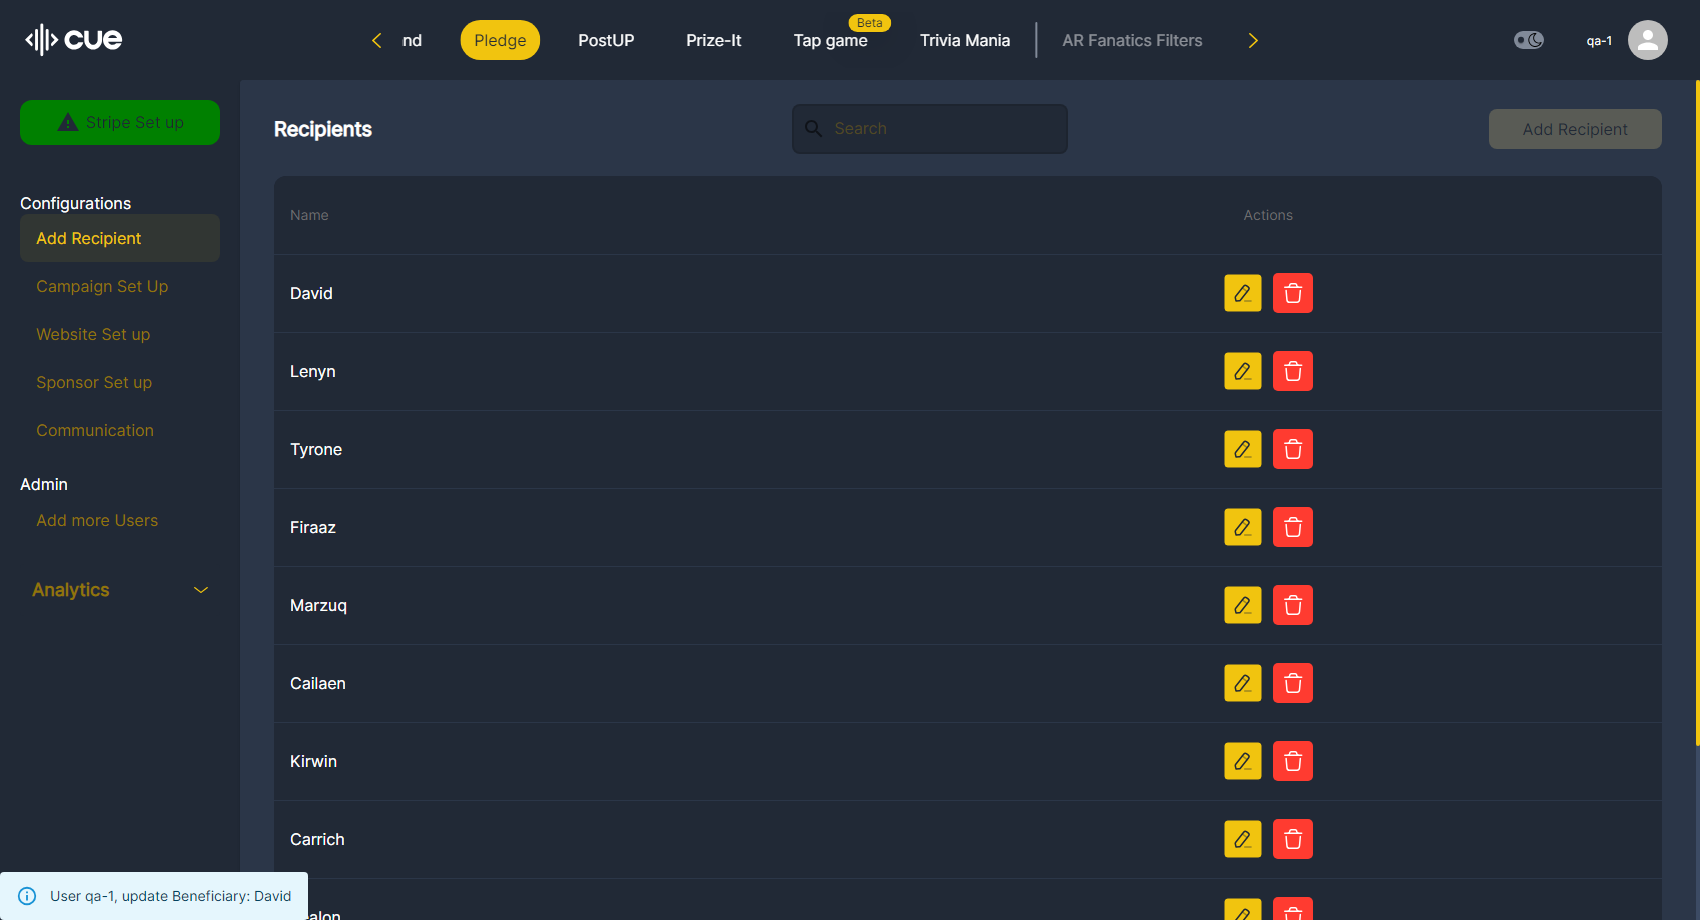 cue
nd
Pledge
PostUP
Prize-It
Tap game
Beta
Trivia Mania
AR Fanatics Filters
qa-1
Stripe Set up
Configurations
Add Recipient
Campaign Set Up
Website Set up
Sponsor Set up
Communication
Admin
Add more Users
Analytics
Recipients
Search
Add Recipient
Name
Actions
David
Lenyn
Tyrone
Firaaz
Marzuq
Cailaen
Kirwin
Carrich
alon
User qa-1, update Beneficiary: David